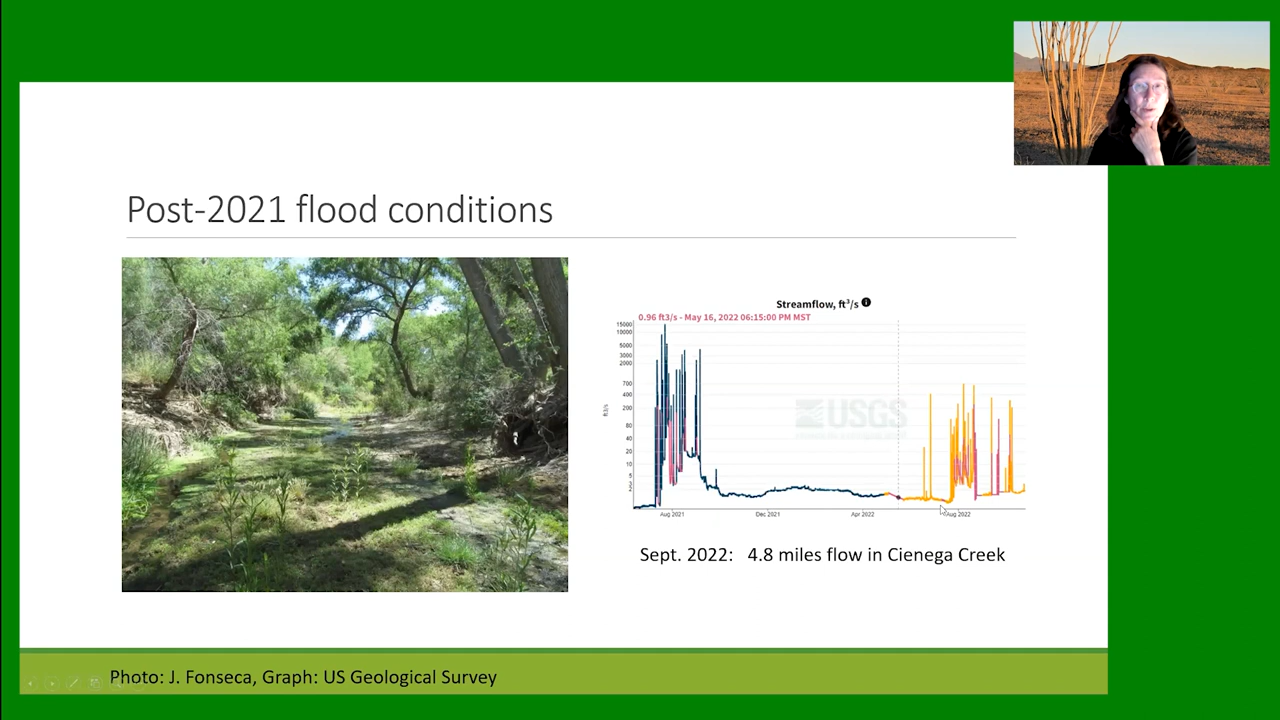 Post-2021 flood conditions
Streamflow, ft³/s
0.96 ft3/s - May 16, 2022 06:15:00 PM MST
15000
10000
5000
3000
2000
700
400
200
80
40
20
10
5
ft3/s
USGS
Aug 2021
Dec 2021
Apr 2022
Aug 2022
Sept. 2022: 4.8 miles flow in Cienega Creek
Photo: J. Fonseca, Graph: US Geological Survey